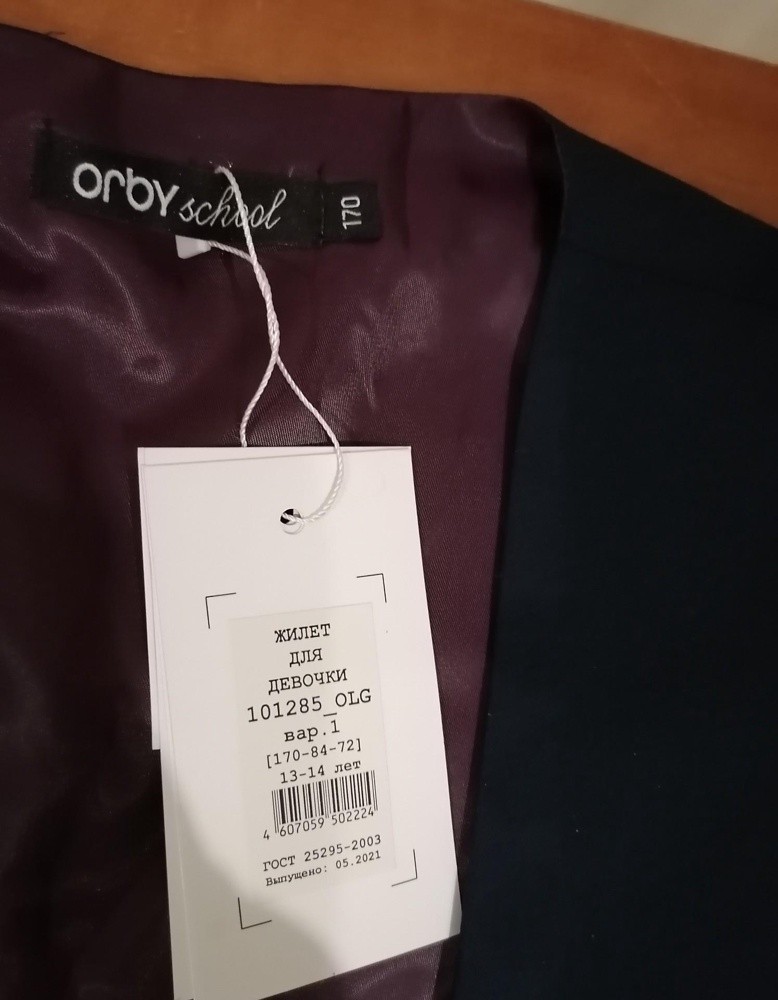 orby school 170
ЖИЛЕТ
ДЛЯ
ДЕВОЧКИ
101285_OLG
вар.1
[170-84-72]
13-14 лет
4 607059 502224
ГОСТ 25295-2003
Выпущено: 05.2021